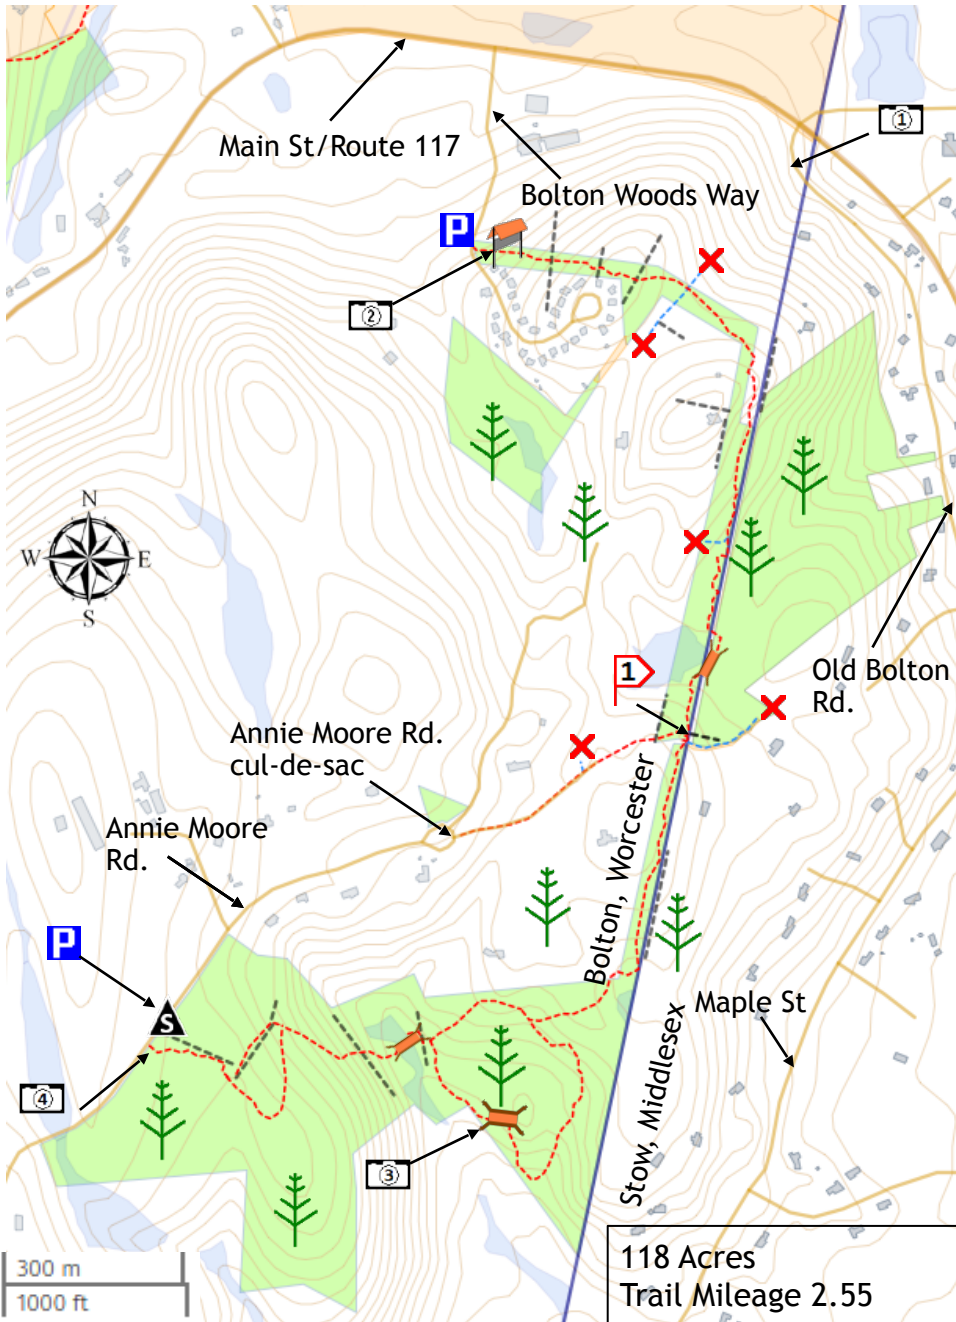 ①
Main St/Route 117
Bolton Woods Way
P
②
N
W E
S
1
Old Bolton
Rd.
Annie Moore Rd.
cul-de-sac
Annie Moore
Rd.
Bolton, Worcester
P
S
Maple St
④
③
Stow, Middlesex
300 m
1000 ft
118 Acres
Trail Mileage 2.55